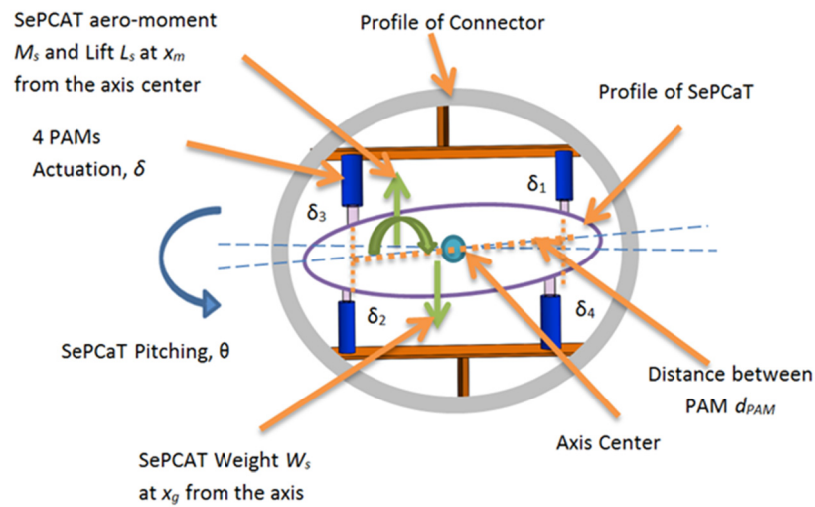 SePCAT aero-moment
Ms and Lift Ls at xm
from the axis center
Profile of Connector
Profile of SePCaT
4 PAMs
Actuation, δ
δ1
δ3
δ2
δ4
SePCaT Pitching, θ
Distance between
PAM dPAM
Axis Center
SePCAT Weight Ws
at xg from the axis